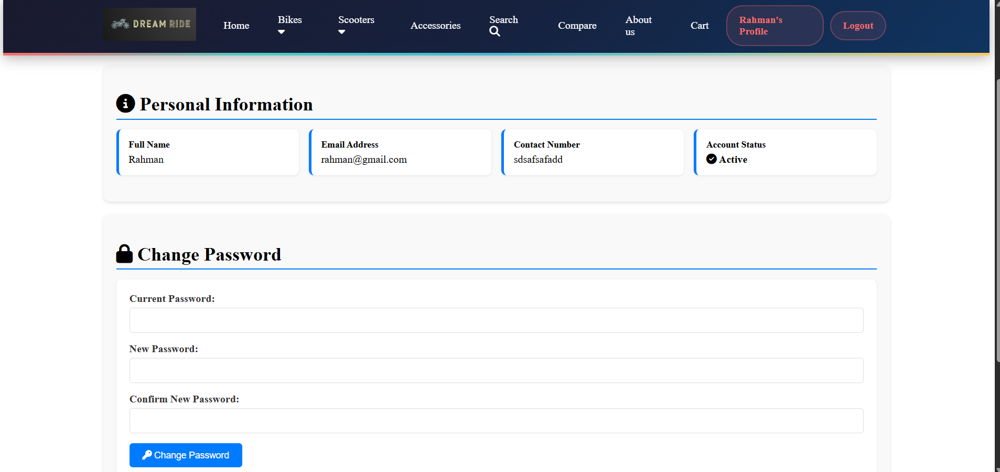 DREAM RIDE
Home
Bikes
Scooters
Accessories
Search
Compare
About
us
Cart
Rahman's
Profile
Logout
Personal Information
Full Name
Rahman
Email Address
rahman@gmail.com
Contact Number
sdsafsafadd
Account Status
Active
Change Password
Current Password:
New Password:
Confirm New Password:
Change Password